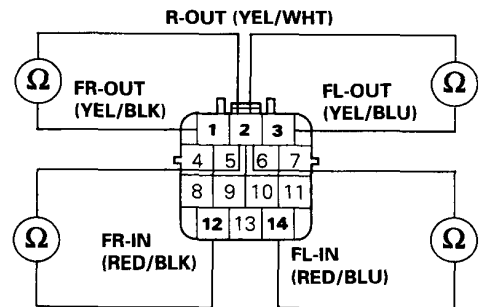 R-OUT (YEL/WHT)
Ω
FR-OUT
(YEL/BLK)
FL-OUT
(YEL/BLU)
Ω
1 2 3
4 5 6 7
8 9 10 11
12 13 14
Ω
FR-IN
(RED/BLK)
FL-IN
(RED/BLU)
Ω